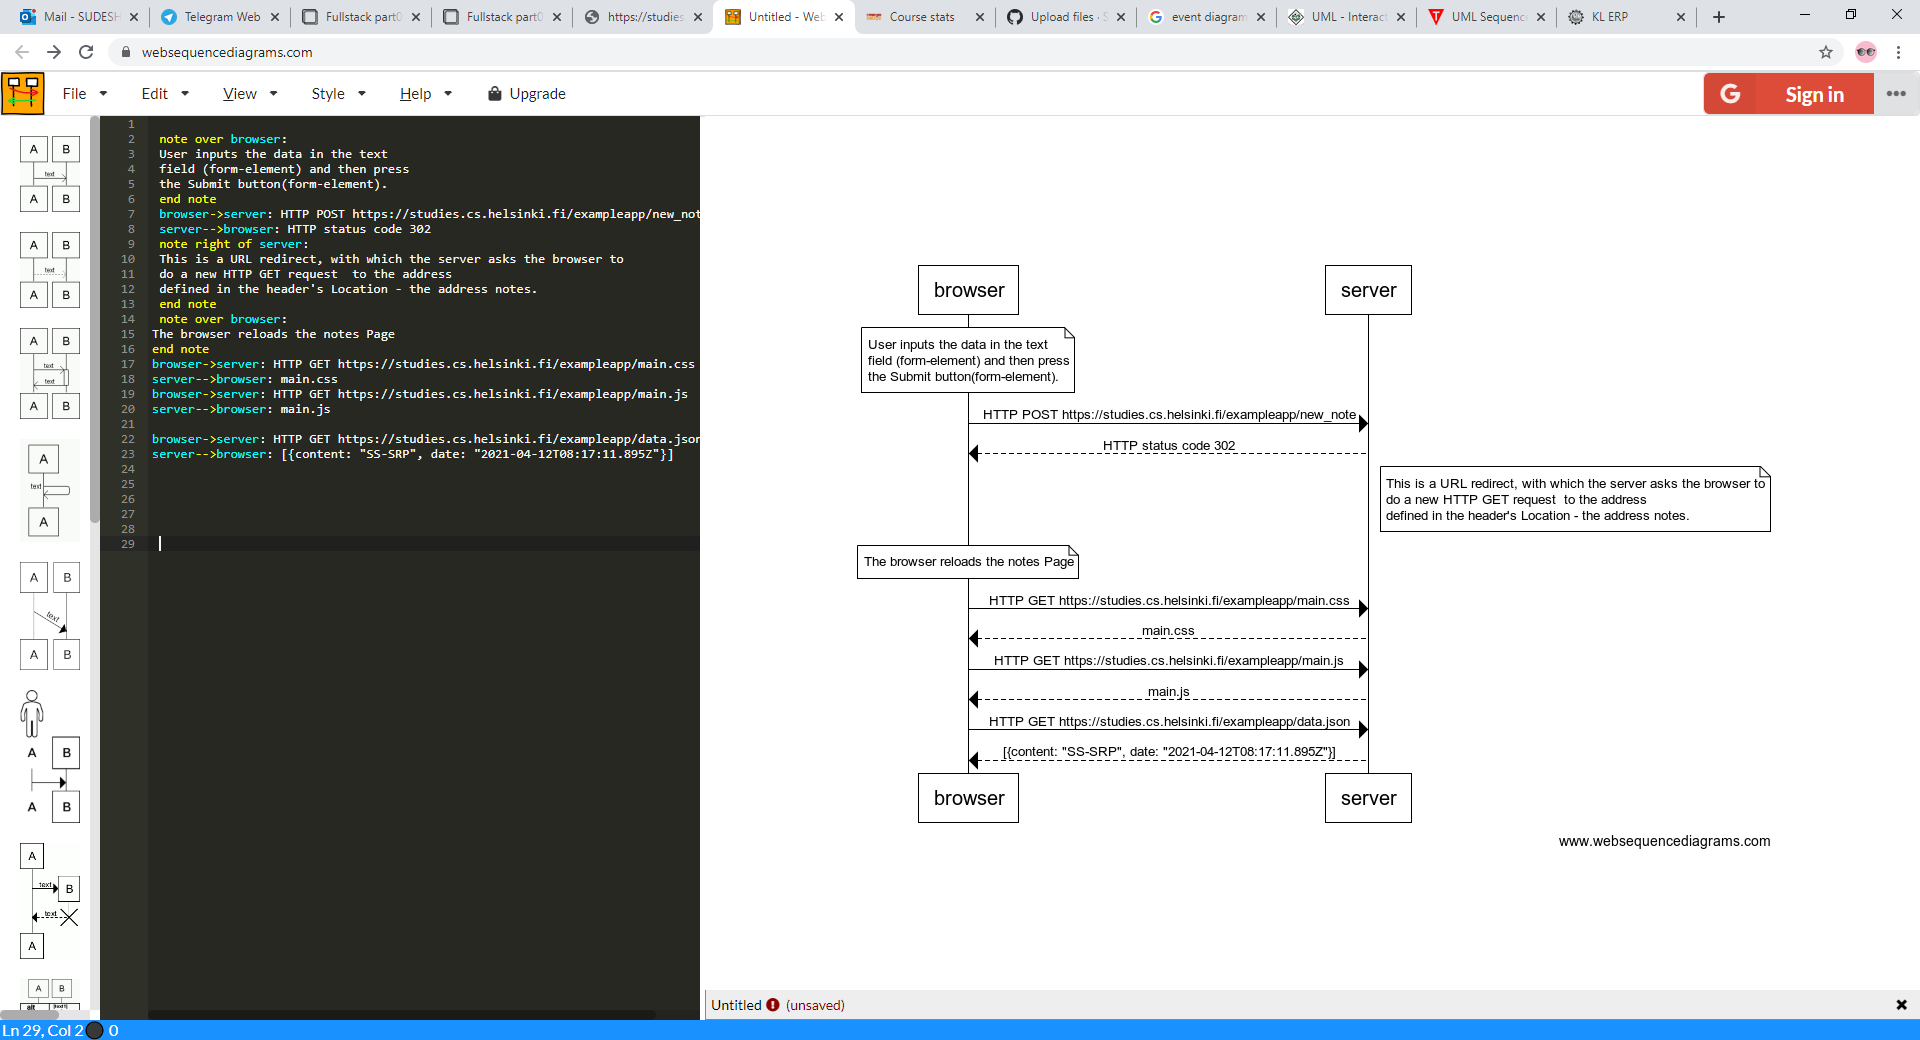 Mail - SUDESH
Telegram Web
Fullstack part0
Fullstack part0
https://studies
Untitled - Web
Course stats
Upload files · S
event diagram
UML - Interact
UML Sequence
KL ERP
websequencediagrams.com
File
Edit
View
Style
Help
Upgrade
G
Sign in
1
2 note over browser:
3 User inputs the data in the text
4 field (form-element) and then press
5 the Submit button(form-element).
6 end note
7 browser->server: HTTP POST https://studies.cs.helsinki.fi/exampleapp/new_not
8 server-->browser: HTTP status code 302
9 note right of server:
10 This is a URL redirect, with which the server asks the browser to
11 do a new HTTP GET request  to the address
12 defined in the header's Location - the address notes.
13 end note
14 note over browser:
15 The browser reloads the notes Page
16 end note
17 browser->server: HTTP GET https://studies.cs.helsinki.fi/exampleapp/main.css
18 server-->browser: main.css
19 browser->server: HTTP GET https://studies.cs.helsinki.fi/exampleapp/main.js
20 server-->browser: main.js
21
22 browser->server: HTTP GET https://studies.cs.helsinki.fi/exampleapp/data.json
23 server-->browser: [{content: "SS-SRP", date: "2021-04-12T08:17:11.895Z"}]
24
25
26
27
28
29
A B
text
A B
A B
text
A B
A B
text
text
A B
A
text
A
A B
text
A B
A B
A B
A
text B
text
A
A B
alt
browser server
User inputs the data in the text
field (form-element) and then press
the Submit button(form-element).
HTTP POST https://studies.cs.helsinki.fi/exampleapp/new_note
HTTP status code 302
This is a URL redirect, with which the server asks the browser to
do a new HTTP GET request  to the address
defined in the header's Location - the address notes.
The browser reloads the notes Page
HTTP GET https://studies.cs.helsinki.fi/exampleapp/main.css
main.css
HTTP GET https://studies.cs.helsinki.fi/exampleapp/main.js
main.js
HTTP GET https://studies.cs.helsinki.fi/exampleapp/data.json
[{content: "SS-SRP", date: "2021-04-12T08:17:11.895Z"}]
browser server
www.websequencediagrams.com
Untitled (unsaved)
Ln 29, Col 2 0